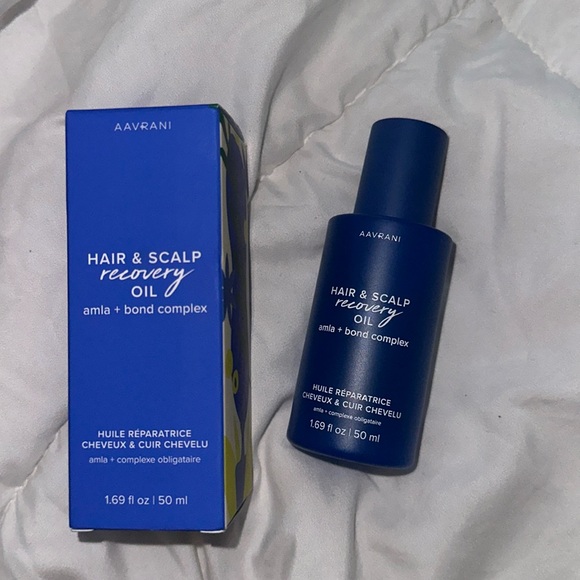 AAVRANI
HAIR & SCALP
recovery
OIL
amla + bond complex
HUILE RÉPARATRICE
CHEVEUX & CUIR CHEVELU
amla + complexe obligataire
1.69 fl oz | 50 ml
AAVRANI
HAIR & SCALP
recovery
OIL
amla + bond complex
HUILE RÉPARATRICE
CHEVEUX & CUIR CHEVELU
amla + complexe obligataire
1.69 fl oz | 50 ml